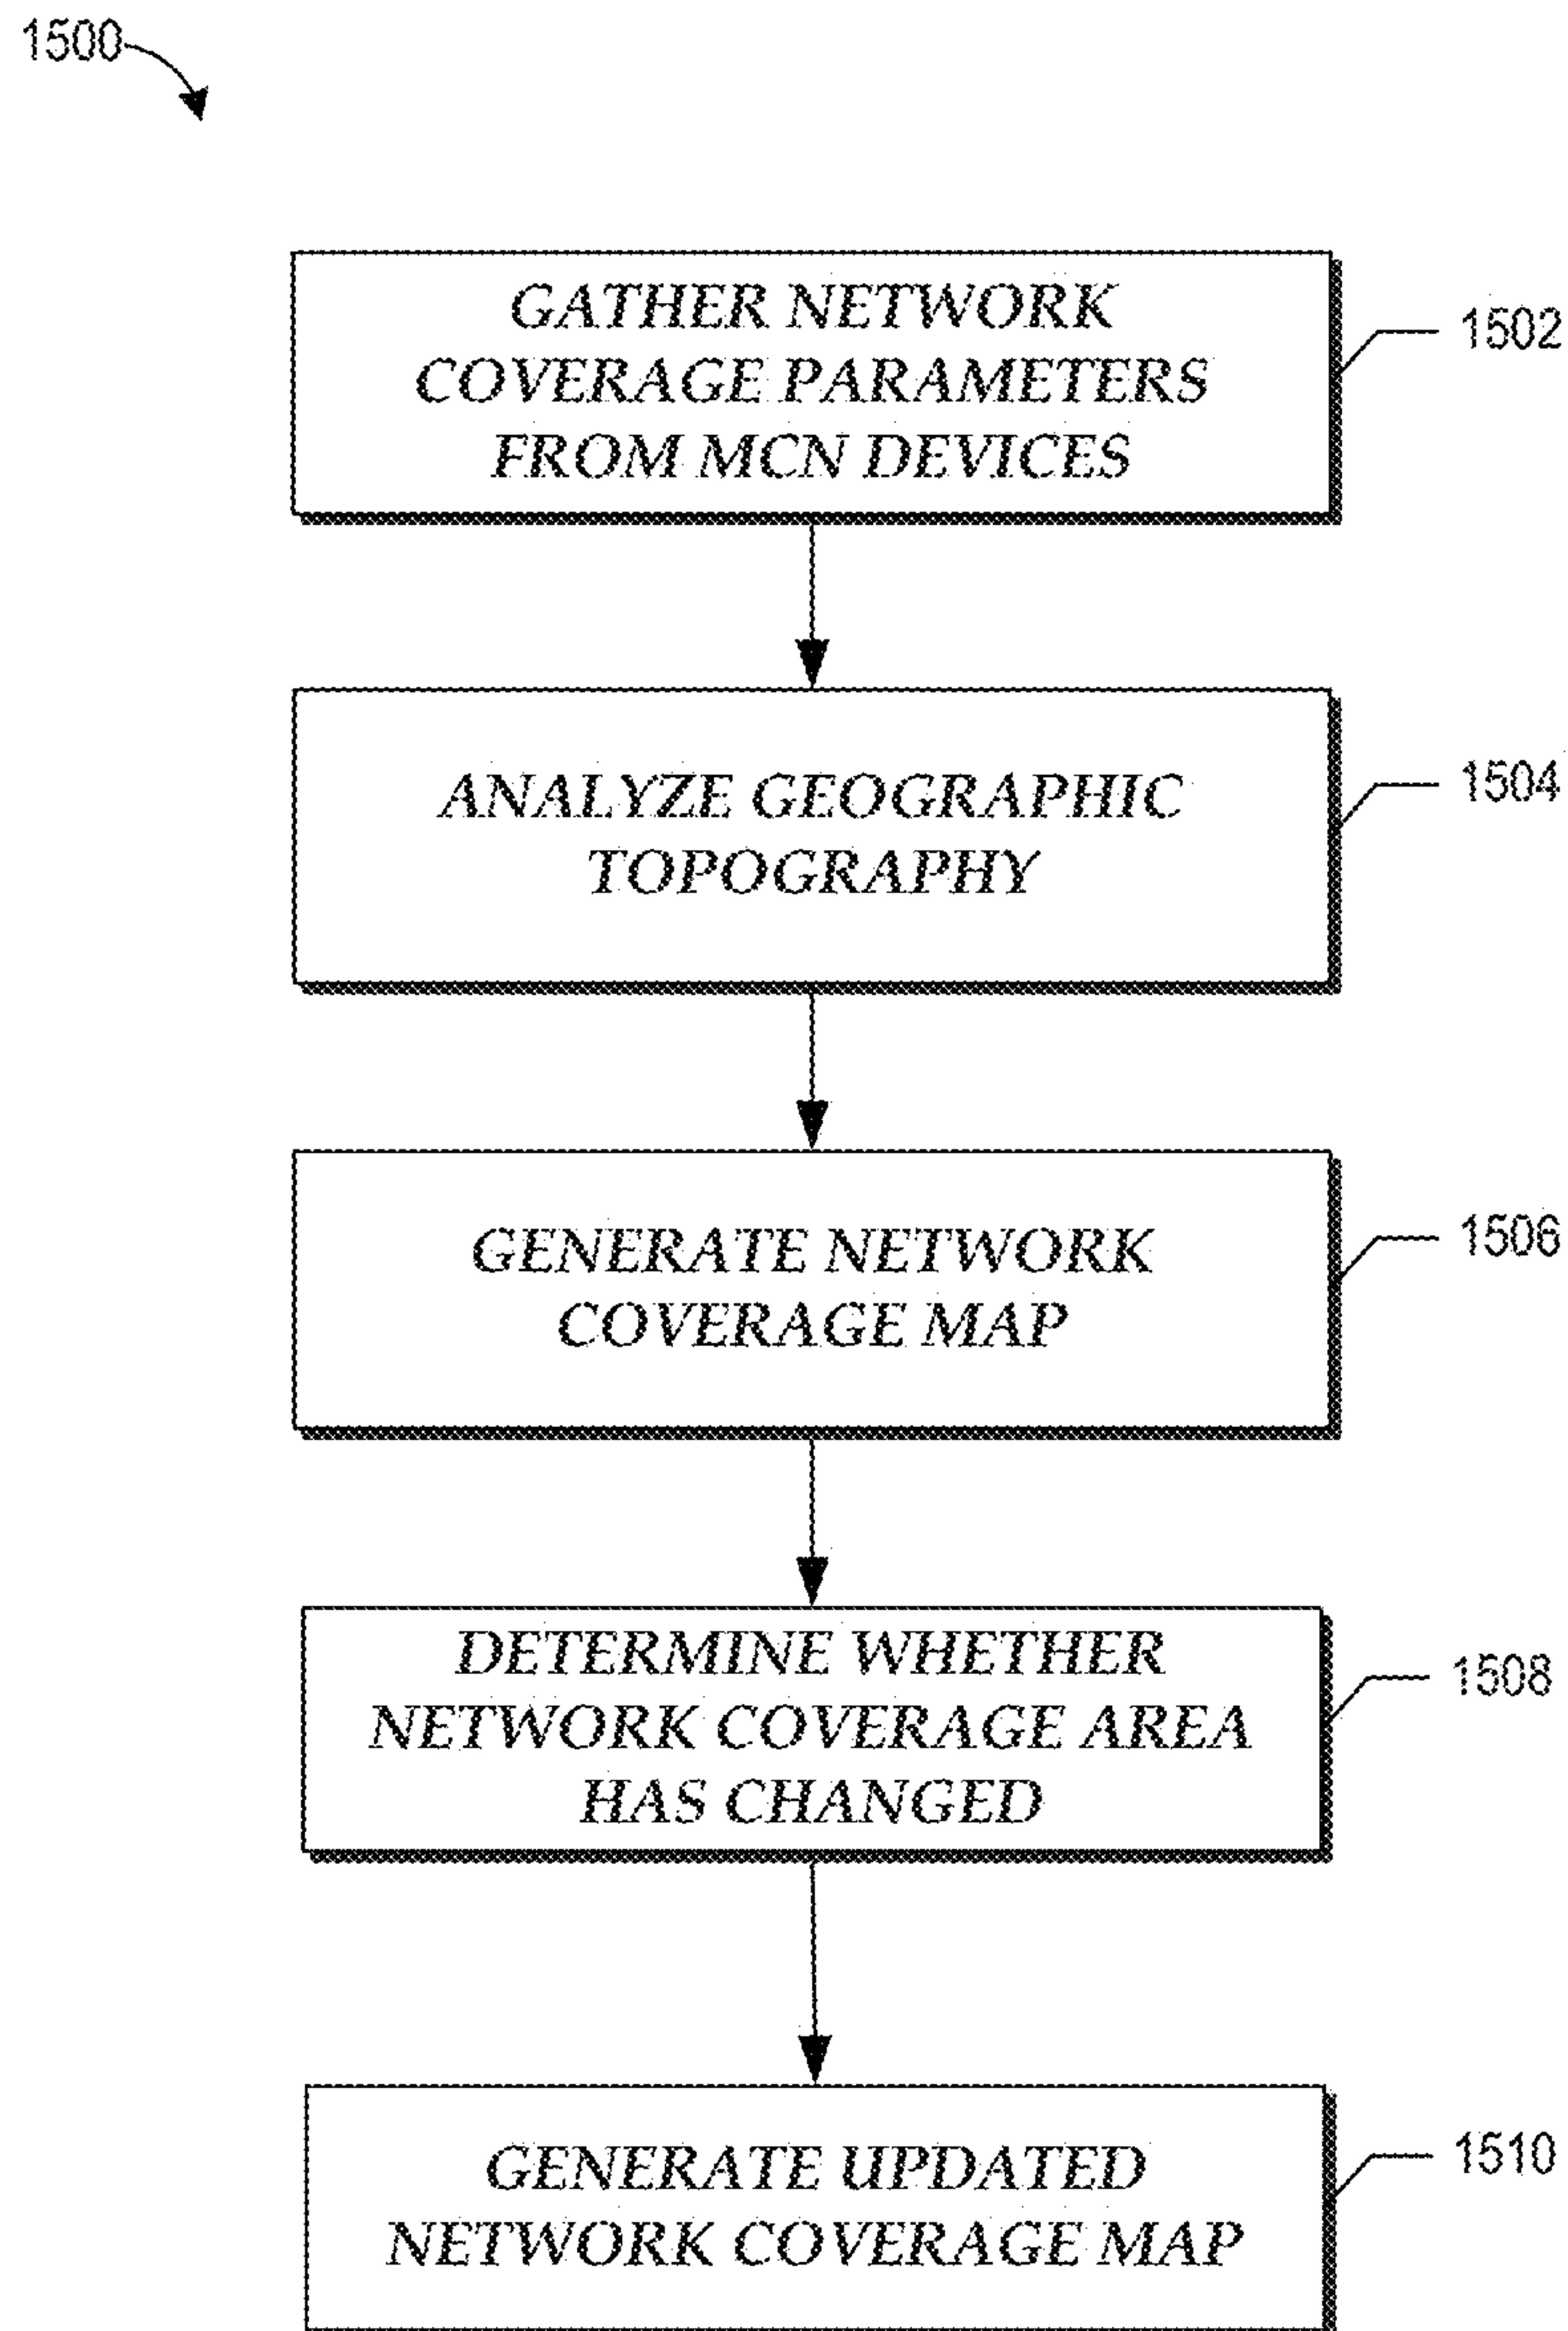 1500
GATHER NETWORK
COVERAGE PARAMETERS
FROM MCN DEVICES
1502
ANALYZE GEOGRAPHIC
TOPOGRAPHY
1504
GENERATE NETWORK
COVERAGE MAP
1506
DETERMINE WHETHER
NETWORK COVERAGE AREA
HAS CHANGED
1508
GENERATE UPDATED
NETWORK COVERAGE MAP
1510